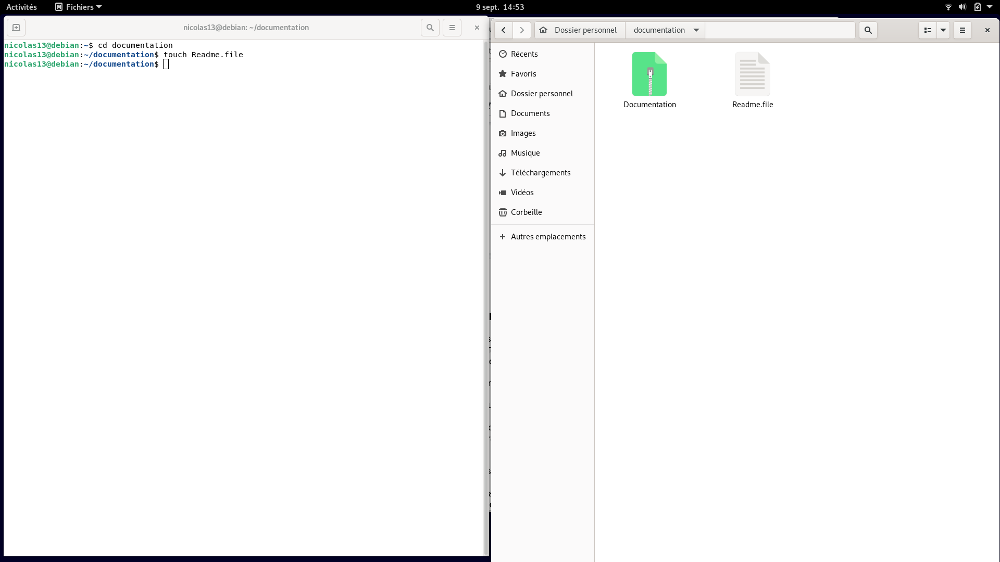 Activités
Fichiers
9 sept. 14:53
nicolas13@debian: ~/documentation
nicolas13@debian:~$ cd documentation
nicolas13@debian:~/documentation$ touch Readme.file
nicolas13@debian:~/documentation$
Dossier personnel
documentation
Récents
Favoris
Dossier personnel
Documents
Images
Musique
Téléchargements
Vidéos
Corbeille
Autres emplacements
Documentation
Readme.file